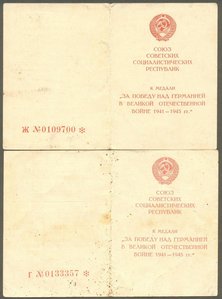 СОЮЗ
СОВЕТСКИХ
СОЦИАЛИСТИЧЕСКИХ
РЕСПУБЛИК
К МЕДАЛИ
„ЗА ПОБЕДУ НАД ГЕРМАНИЕЙ
В ВЕЛИКОЙ ОТЕЧЕСТВЕННОЙ
ВОЙНЕ 1941–1945 гг."
Ж №0109700 ✻
СОЮЗ
СОВЕТСКИХ
СОЦИАЛИСТИЧЕСКИХ
РЕСПУБЛИК
К МЕДАЛИ
„ЗА ПОБЕДУ НАД ГЕРМАНИЕЙ
В ВЕЛИКОЙ ОТЕЧЕСТВЕННОЙ
ВОЙНЕ 1941–1945 гг."
Г №0133357 ✻